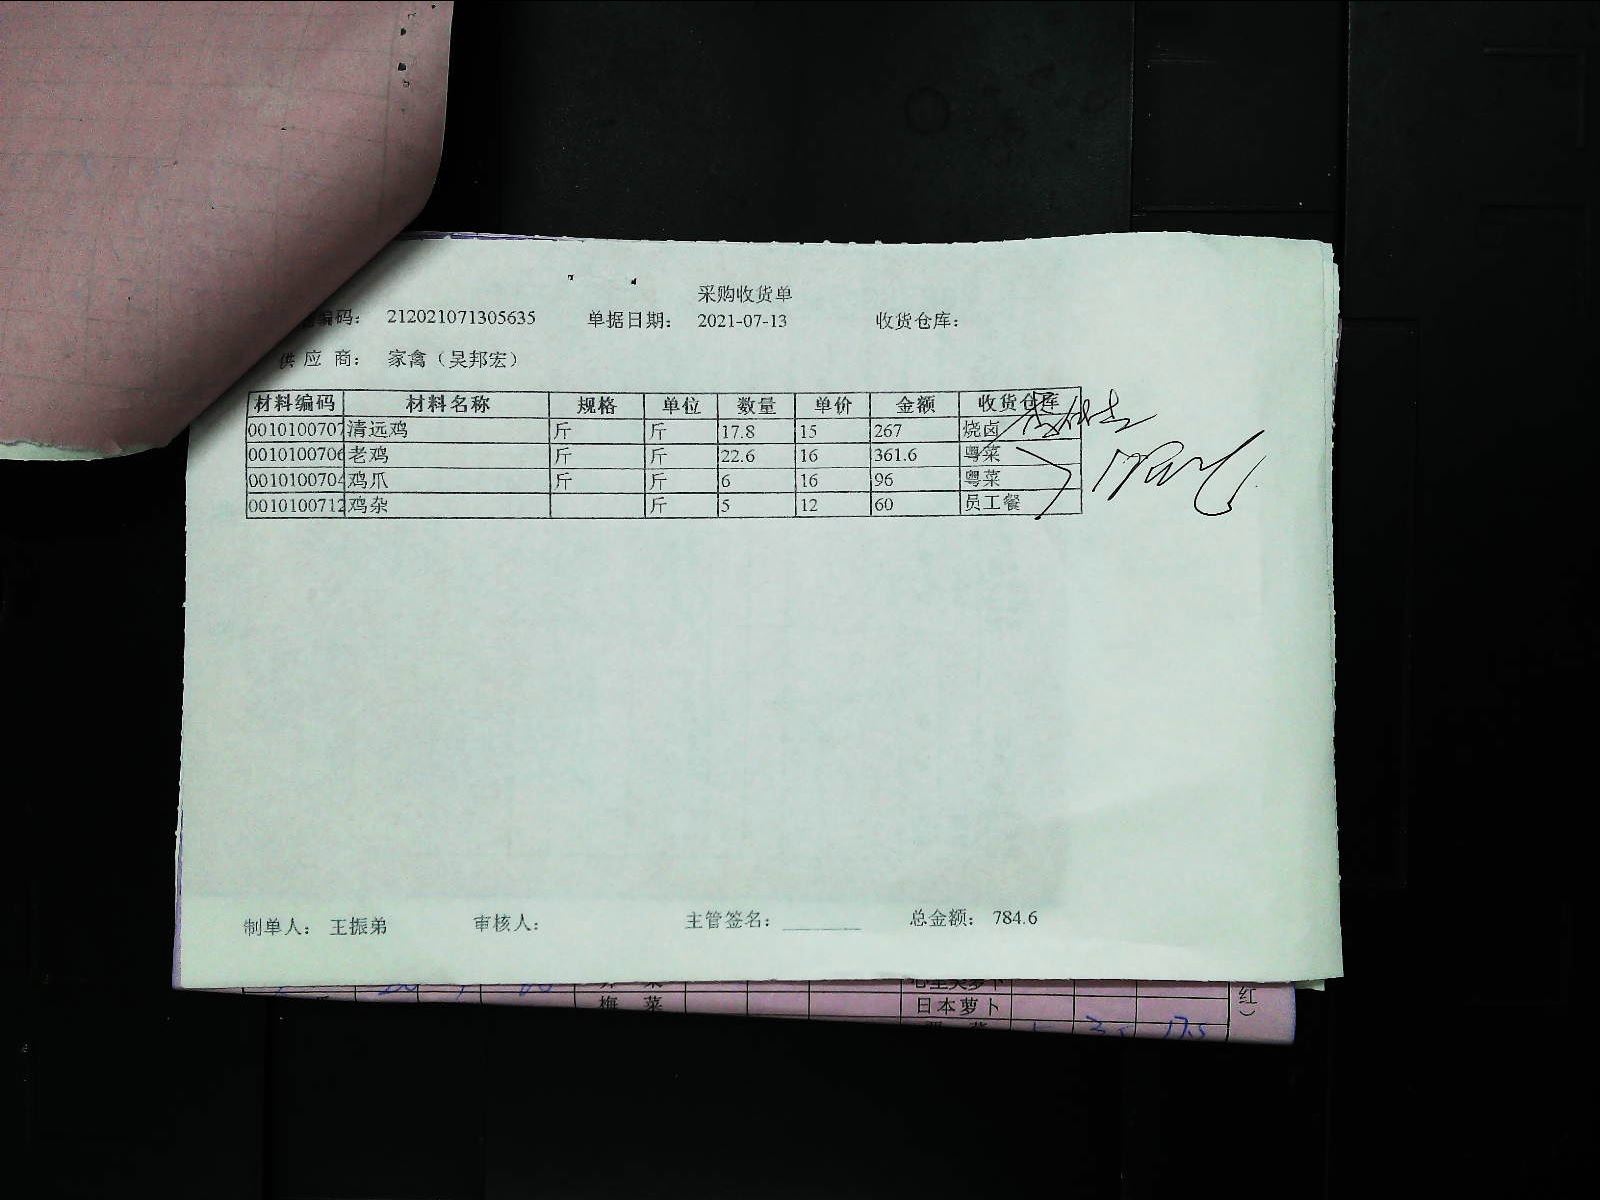 采购收货单
编码： 212021071305635 单据日期： 2021-07-13 收货仓库：
供应商： 家禽（吴邦宏）
材料编码 材料名称 规格 单位 数量 单价 金额 收货仓库
0010100707 清远鸡 斤 斤 17.8 15 267 烧卤
0010100706 老鸡 斤 斤 22.6 16 361.6 粤菜
0010100704 鸡爪 斤 斤 6 16 96 粤菜
0010100712 鸡杂 斤 5 12 60 员工餐
制单人： 王振弟 审核人： 主管签名： 总金额： 784.6
梅菜 日本萝卜
红）
17.5